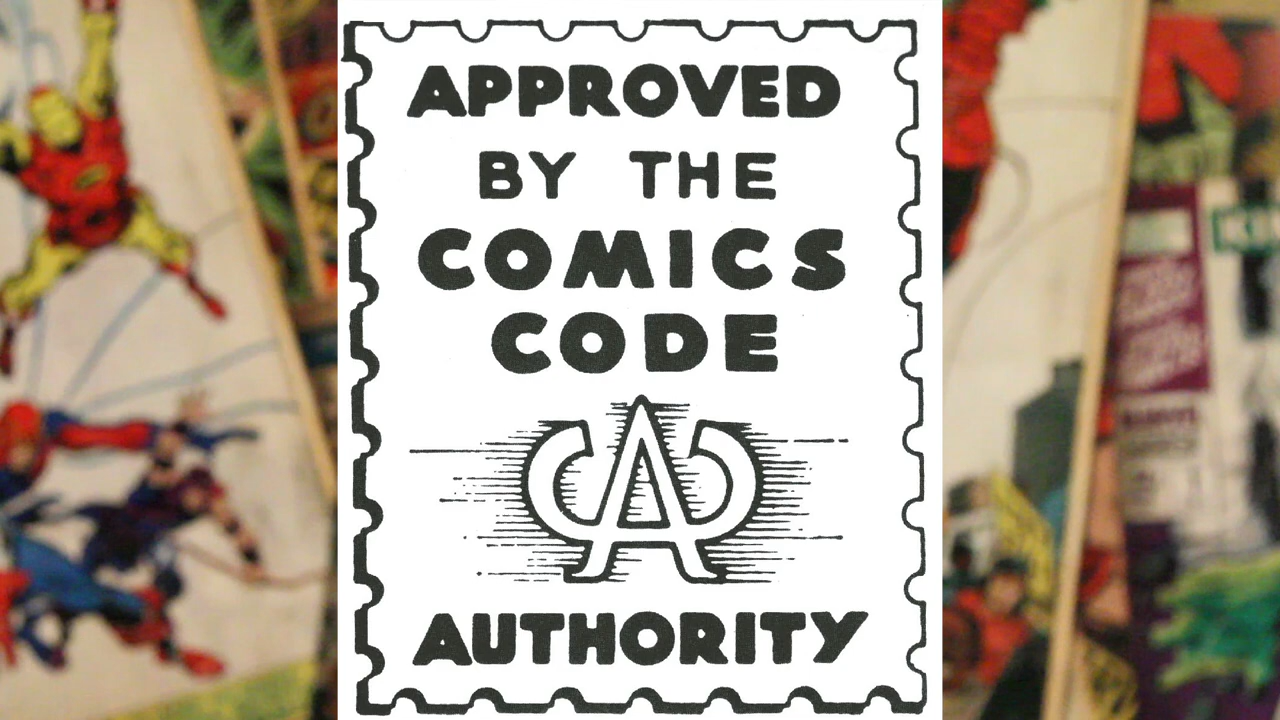 APPROVED
BY THE
COMICS
CODE
CA
AUTHORITY